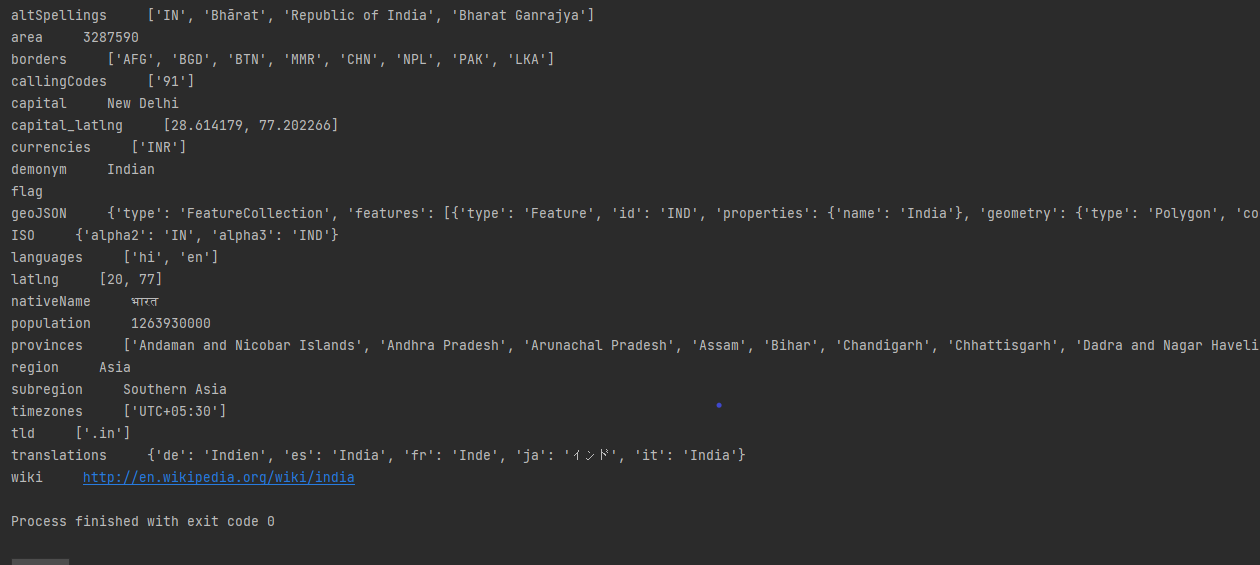 altSpellings     ['IN', 'Bhārat', 'Republic of India', 'Bharat Ganrajya']
area     3287590
borders     ['AFG', 'BGD', 'BTN', 'MMR', 'CHN', 'NPL', 'PAK', 'LKA']
callingCodes     ['91']
capital     New Delhi
capital_latlng     [28.614179, 77.202266]
currencies     ['INR']
demonym     Indian
flag
geoJSON     {'type': 'FeatureCollection', 'features': [{'type': 'Feature', 'id': 'IND', 'properties': {'name': 'India'}, 'geometry': {'type': 'Polygon', 'co
ISO     {'alpha2': 'IN', 'alpha3': 'IND'}
languages     ['hi', 'en']
latlng     [20, 77]
nativeName     भारत
population     1263930000
provinces     ['Andaman and Nicobar Islands', 'Andhra Pradesh', 'Arunachal Pradesh', 'Assam', 'Bihar', 'Chandigarh', 'Chhattisgarh', 'Dadra and Nagar Haveli
region     Asia
subregion     Southern Asia
timezones     ['UTC+05:30']
tld     ['.in']
translations     {'de': 'Indien', 'es': 'India', 'fr': 'Inde', 'ja': 'インド', 'it': 'India'}
wiki     http://en.wikipedia.org/wiki/india
Process finished with exit code 0